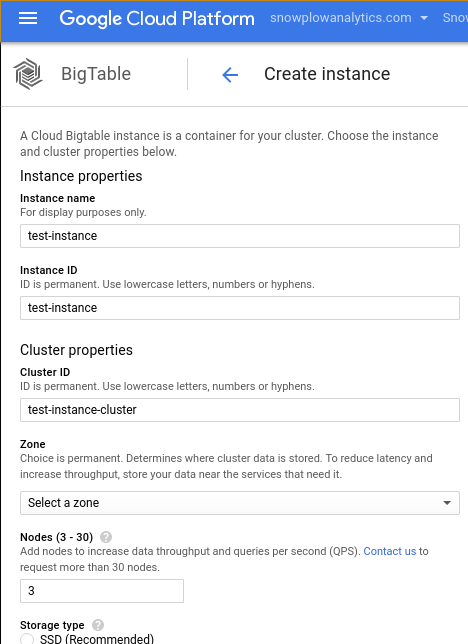 Google Cloud Platform snowplowanalytics.com Snow
BigTable Create instance
A Cloud Bigtable instance is a container for your cluster. Choose the instance
and cluster properties below.
Instance properties
Instance name
For display purposes only.
test-instance
Instance ID
ID is permanent. Use lowercase letters, numbers or hyphens.
test-instance
Cluster properties
Cluster ID
ID is permanent. Use lowercase letters, numbers or hyphens.
test-instance-cluster
Zone
Choice is permanent. Determines where cluster data is stored. To reduce latency and
increase throughput, store your data near the services that need it.
Select a zone
Nodes (3 - 30) ?
Add nodes to increase data throughput and queries per second (QPS). Contact us to
request more than 30 nodes.
3
Storage type ?
SSD (Recommended)